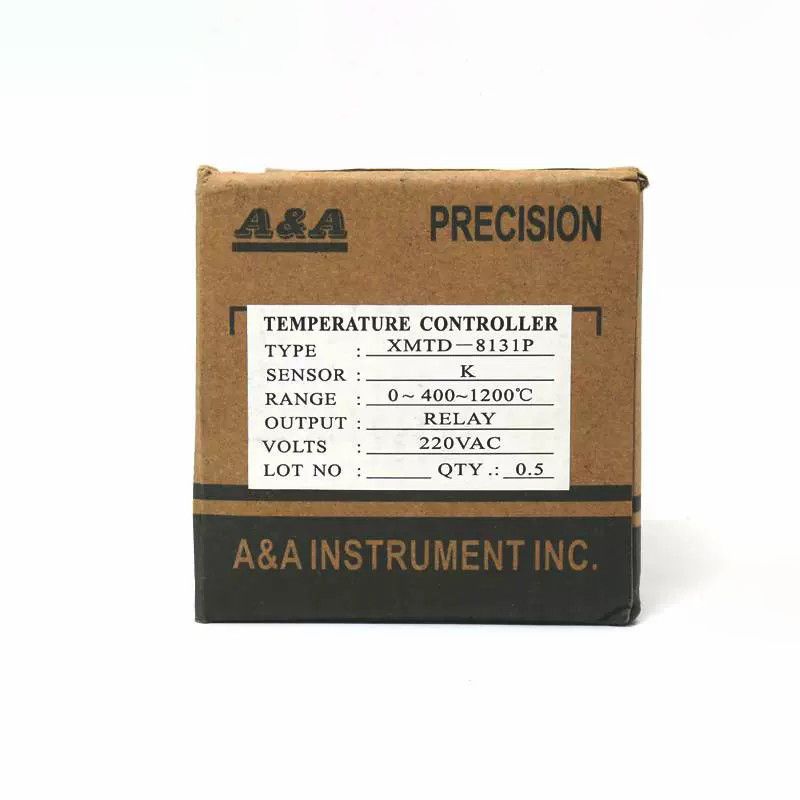 A&A PRECISION
TEMPERATURE CONTROLLER
TYPE : XMTD-8131P
SENSOR : K
RANGE : 0~400~1200℃
OUTPUT : RELAY
VOLTS : 220VAC
LOT NO : QTY.: 0.5
A&A INSTRUMENT INC.